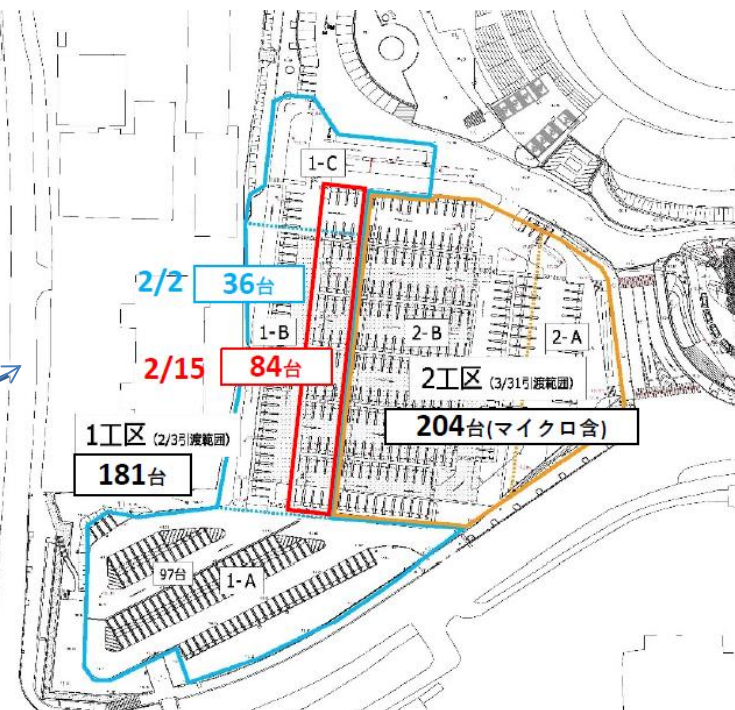 1-C
2/2 36台
1-B
2-B
2-A
2/15 84台
2工区 (3/31引渡範囲)
204台(マイクロ含)
1工区 (2/3引渡範囲)
181台
97台
1-A